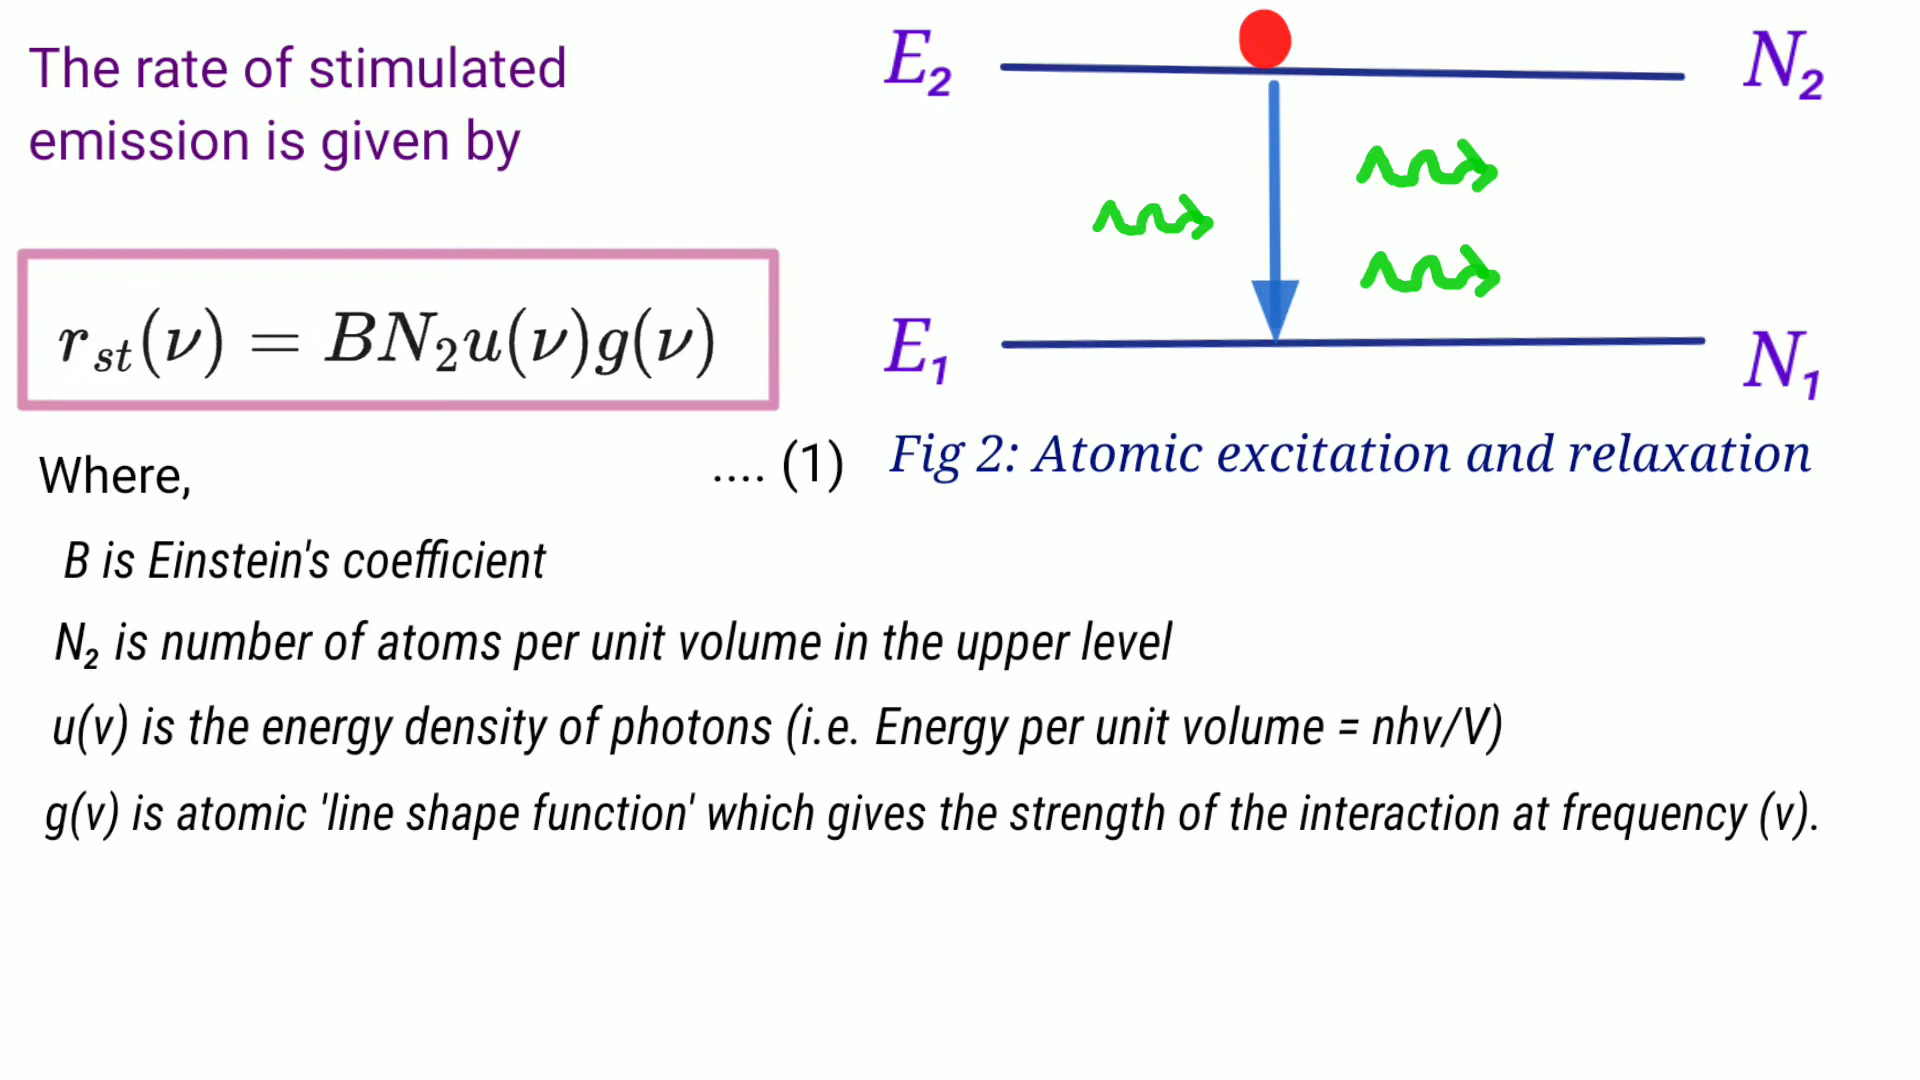 The rate of stimulated
emission is given by
E₂
N₂
r_st(ν) = BN₂u(ν)g(ν)
E₁
N₁
.... (1)
Fig 2: Atomic excitation and relaxation
Where,
B is Einstein's coefficient
N₂ is number of atoms per unit volume in the upper level
u(v) is the energy density of photons (i.e. Energy per unit volume = nhv/V)
g(v) is atomic 'line shape function' which gives the strength of the interaction at frequency (v).